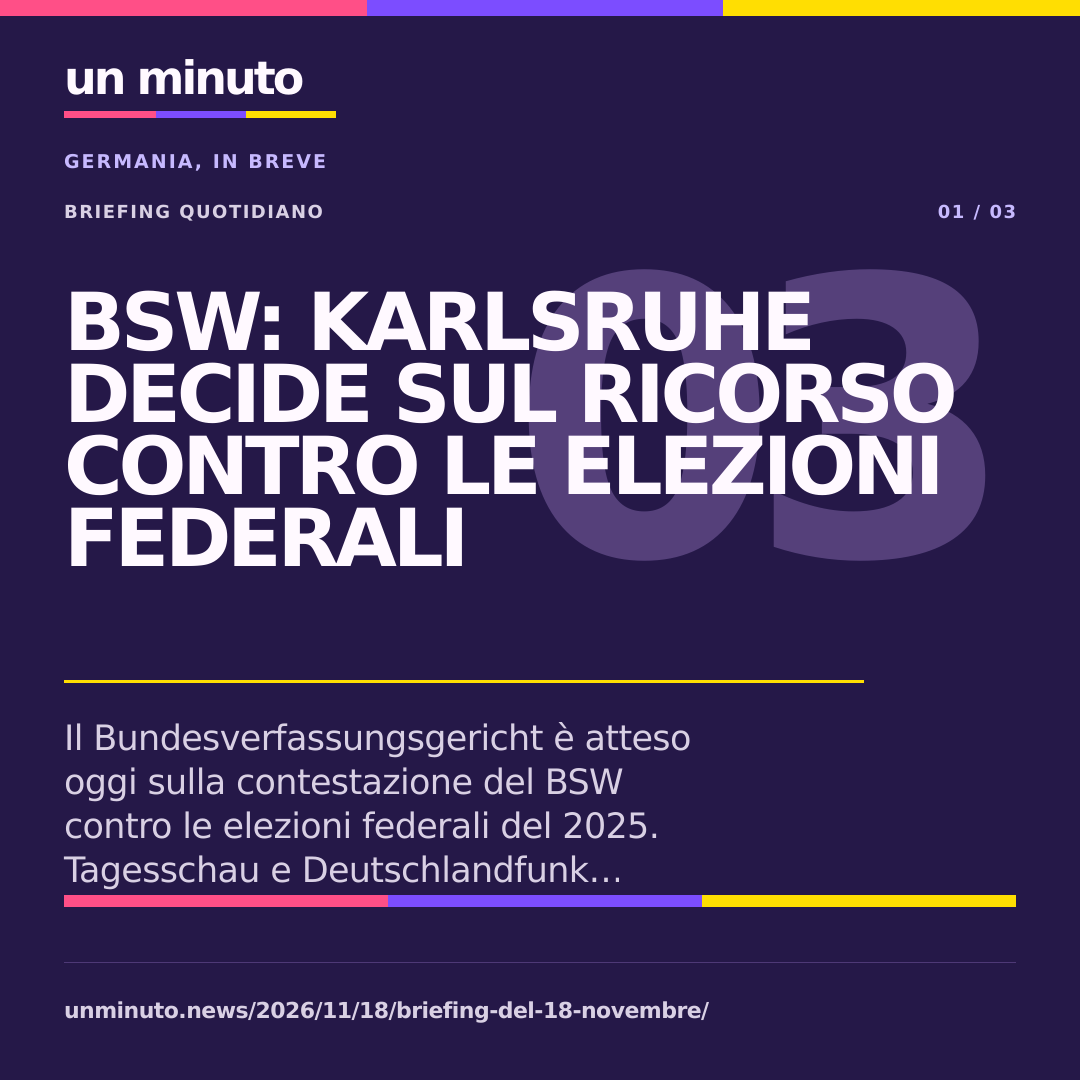 un minuto
GERMANIA, IN BREVE
BRIEFING QUOTIDIANO
01 / 03
03
BSW: KARLSRUHE
DECIDE SUL RICORSO
CONTRO LE ELEZIONI
FEDERALI
Il Bundesverfassungsgericht è atteso
oggi sulla contestazione del BSW
contro le elezioni federali del 2025.
Tagesschau e Deutschlandfunk…
unminuto.news/2026/11/18/briefing-del-18-novembre/